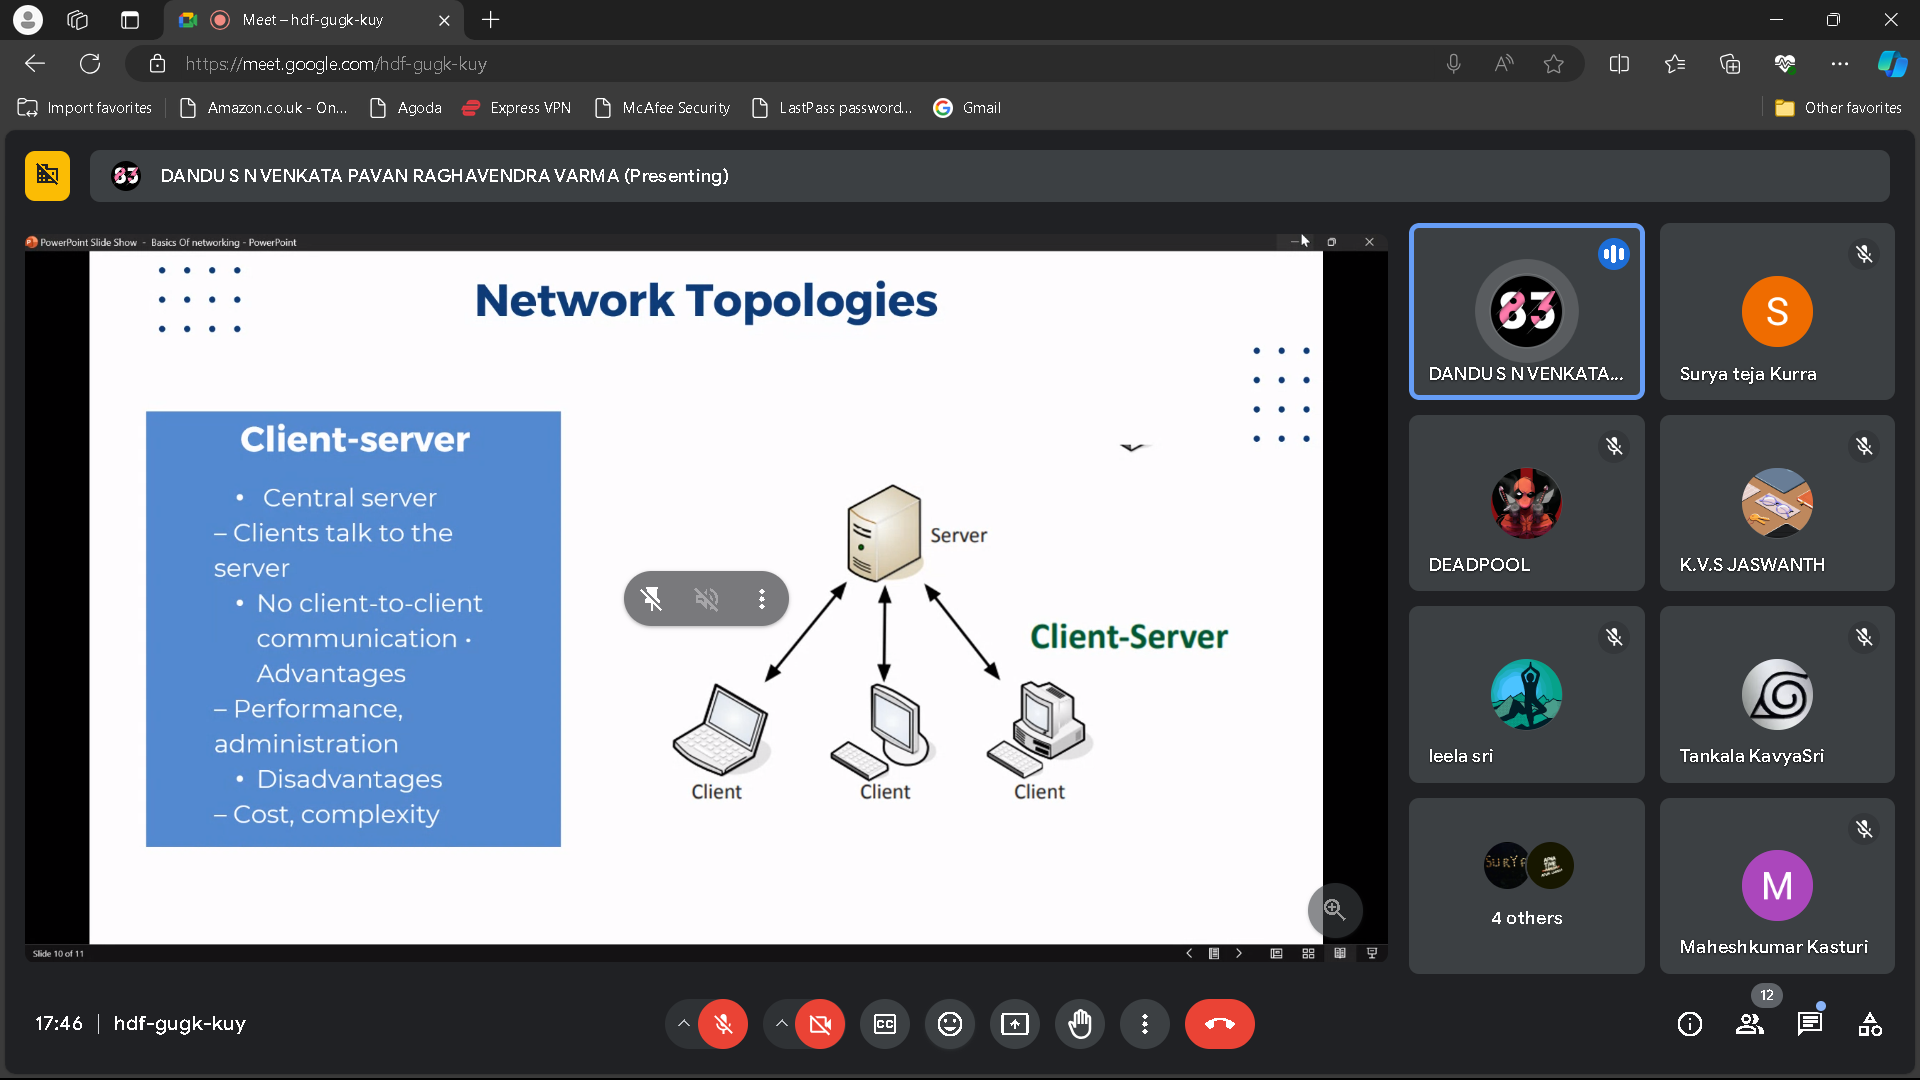 Meet – hdf-gugk-kuy
https://meet.google.com/hdf-gugk-kuy
Import favorites
Amazon.co.uk - On...
Agoda
Express VPN
McAfee Security
LastPass password...
Gmail
Other favorites
83 DANDU S N VENKATA PAVAN RAGHAVENDRA VARMA (Presenting)
PowerPoint Slide Show - Basics Of networking - PowerPoint
Network Topologies
Client-server
• Central server
– Clients talk to the
server
• No client-to-client
communication •
Advantages
– Performance,
administration
• Disadvantages
– Cost, complexity
Server
Client-Server
Client
Client
Client
Slide 10 of 11
83
DANDU S N VENKATA...
S
Surya teja Kurra
DEADPOOL
K.V.S JASWANTH
leela sri
Tankala KavyaSri
SURYA
4 others
M
Maheshkumar Kasturi
17:46 | hdf-gugk-kuy
CC
12